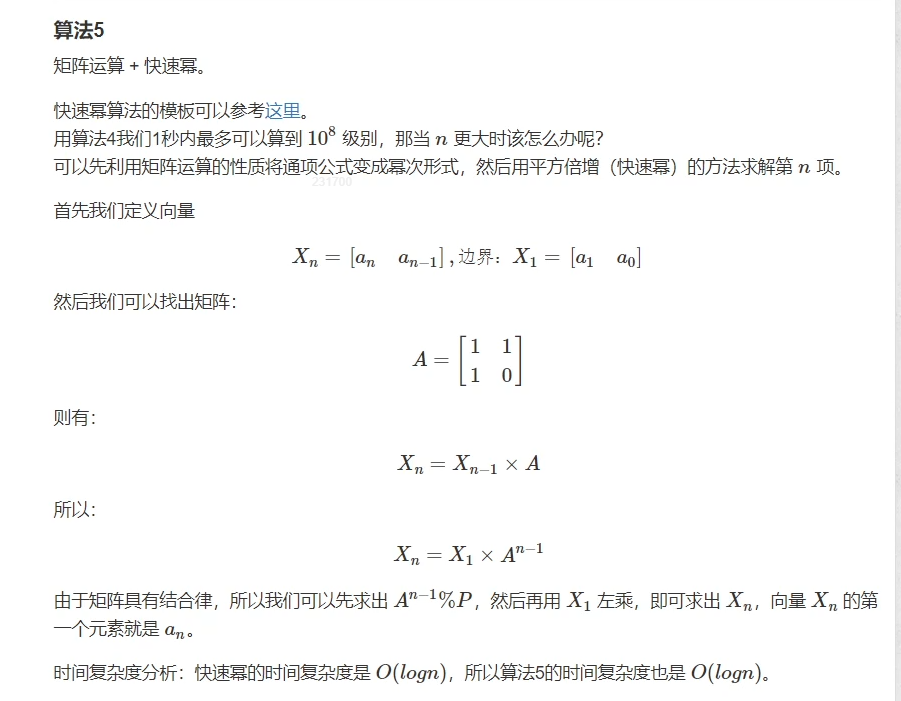 算法5
矩阵运算 + 快速幂。
快速幂算法的模板可以参考这里。
用算法4我们1秒内最多可以算到 10^8 级别，那当 n 更大时该怎么办呢？
可以先利用矩阵运算的性质将通项公式变成幂次形式，然后用平方倍增（快速幂）的方法求解第 n 项。
231700
首先我们定义向量
X_n = [a_n a_{n-1}], 边界：X_1 = [a_1 a_0]
然后我们可以找出矩阵：
A = [1 1
1 0]
则有：
X_n = X_{n-1} × A
所以：
X_n = X_1 × A^{n-1}
由于矩阵具有结合律，所以我们可以先求出 A^{n-1}%P，然后再用 X_1 左乘，即可求出 X_n，向量 X_n 的第
一个元素就是 a_n。
时间复杂度分析：快速幂的时间复杂度是 O(logn)，所以算法5的时间复杂度也是 O(logn)。